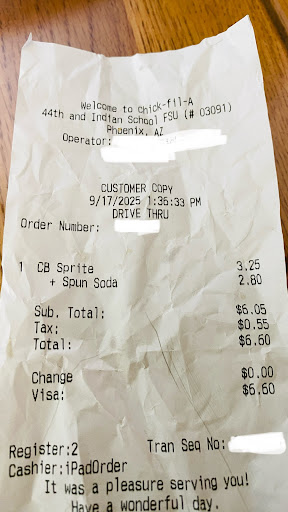 Welcome to Chick-fil-A
44th and Indian School FSU (# 03091)
Phoenix, AZ
Operator:
CUSTOMER COPY
9/17/2025 1:36:33 PM
DRIVE THRU
Order Number:
1 CB Sprite 3.25
+ Spun Soda 2.80
Sub. Total: $6.05
Tax: $0.55
Total: $6.60
Change $0.00
Visa: $6.60
Register:2 Tran Seq No:
Cashier:iPadOrder
It was a pleasure serving you!
Have a wonderful day.